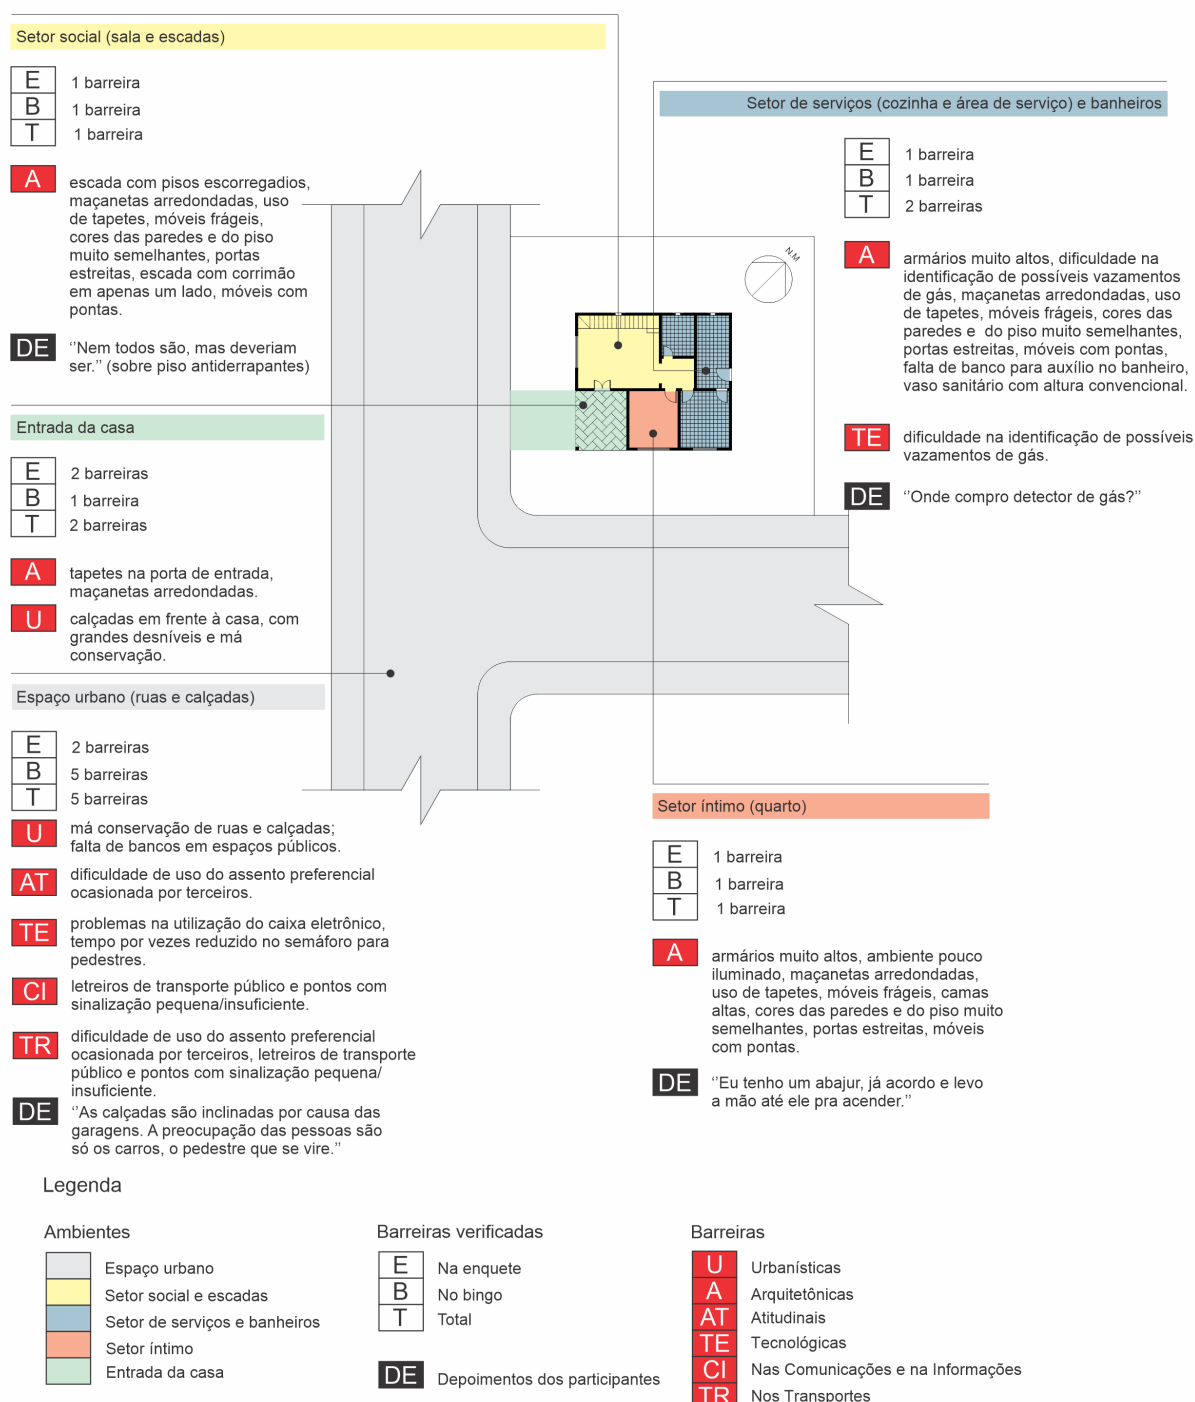 Setor social (sala e escadas)
E 1 barreira
B 1 barreira
T 1 barreira
A escada com pisos escorregadios,
maçanetas arredondadas, uso
de tapetes, móveis frágeis,
cores das paredes e do piso
muito semelhantes, portas
estreitas, escada com corrimão
em apenas um lado, móveis com
pontas.
DE ‘’Nem todos são, mas deveriam
ser.’’ (sobre piso antiderrapantes)
Setor de serviços (cozinha e área de serviço) e banheiros
E 1 barreira
B 1 barreira
T 2 barreiras
A armários muito altos, dificuldade na
identificação de possíveis vazamentos
de gás, maçanetas arredondadas, uso
de tapetes, móveis frágeis, cores das
paredes e do piso muito semelhantes,
portas estreitas, móveis com pontas,
falta de banco para auxílio no banheiro,
vaso sanitário com altura convencional.
TE dificuldade na identificação de possíveis
vazamentos de gás.
DE ‘’Onde compro detector de gás?’’
N.M
Entrada da casa
E 2 barreiras
B 1 barreira
T 2 barreiras
A tapetes na porta de entrada,
maçanetas arredondadas.
U calçadas em frente à casa, com
grandes desníveis e má
conservação.
Espaço urbano (ruas e calçadas)
E 2 barreiras
B 5 barreiras
T 5 barreiras
U má conservação de ruas e calçadas;
falta de bancos em espaços públicos.
AT dificuldade de uso do assento preferencial
ocasionada por terceiros.
TE problemas na utilização do caixa eletrônico,
tempo por vezes reduzido no semáforo para
pedestres.
CI letreiros de transporte público e pontos com
sinalização pequena/insuficiente.
TR dificuldade de uso do assento preferencial
ocasionada por terceiros, letreiros de transporte
público e pontos com sinalização pequena/
insuficiente.
DE ‘’As calçadas são inclinadas por causa das
garagens. A preocupação das pessoas são
só os carros, o pedestre que se vire.’’
Setor íntimo (quarto)
E 1 barreira
B 1 barreira
T 1 barreira
A armários muito altos, ambiente pouco
iluminado, maçanetas arredondadas,
uso de tapetes, móveis frágeis, camas
altas, cores das paredes e do piso muito
semelhantes, portas estreitas, móveis
com pontas.
DE ‘’Eu tenho um abajur, já acordo e levo
a mão até ele pra acender.’’
Legenda
Ambientes
Espaço urbano
Setor social e escadas
Setor de serviços e banheiros
Setor íntimo
Entrada da casa
Barreiras verificadas
E Na enquete
B No bingo
T Total
DE Depoimentos dos participantes
Barreiras
U Urbanísticas
A Arquitetônicas
AT Atitudinais
TE Tecnológicas
CI Nas Comunicações e na Informações
TR Nos Transportes